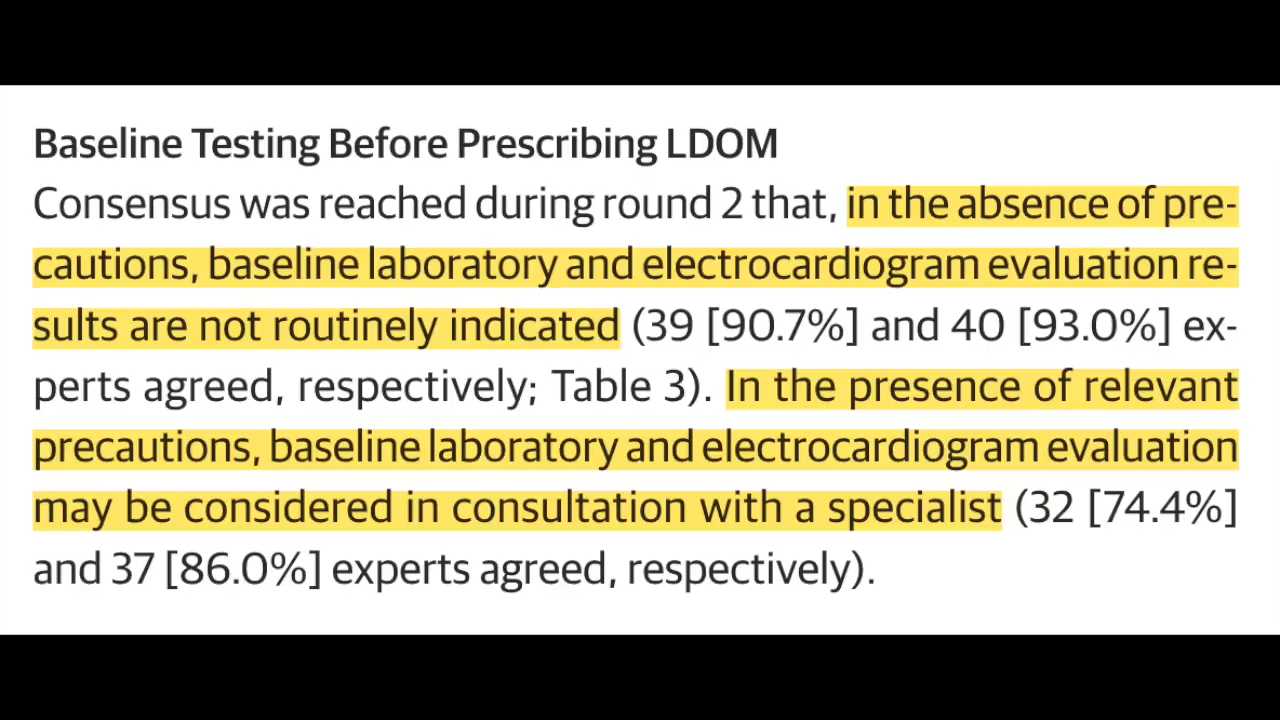 Baseline Testing Before Prescribing LDOM
Consensus was reached during round 2 that, in the absence of pre-
cautions, baseline laboratory and electrocardiogram evaluation re-
sults are not routinely indicated (39 [90.7%] and 40 [93.0%] ex-
perts agreed, respectively; Table 3). In the presence of relevant
precautions, baseline laboratory and electrocardiogram evaluation
may be considered in consultation with a specialist (32 [74.4%]
and 37 [86.0%] experts agreed, respectively).